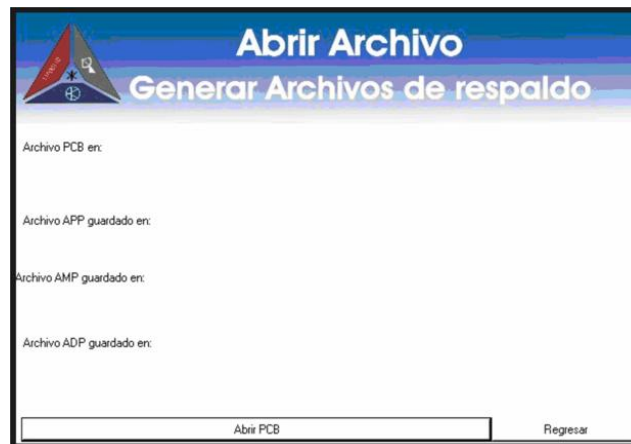 Abrir Archivo
Generar Archivos de respaldo
Archivo PCB en:
Archivo APP guardado en:
Archivo AMP guardado en:
Archivo ADP guardado en:
Abrir PCB
Regresar